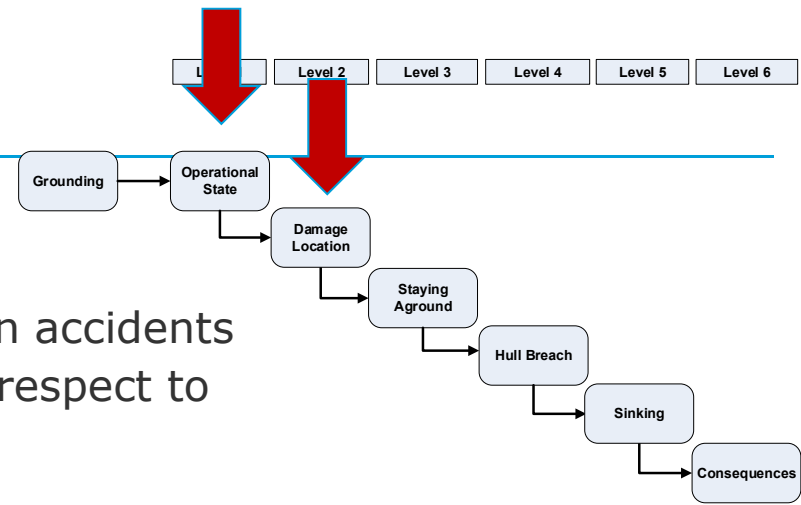 Level 2
Level 3
Level 4
Level 5
Level 6
Grounding
Operational
State
Damage
Location
Staying
Aground
Hull Breach
Sinking
Consequences
n accidents
respect to